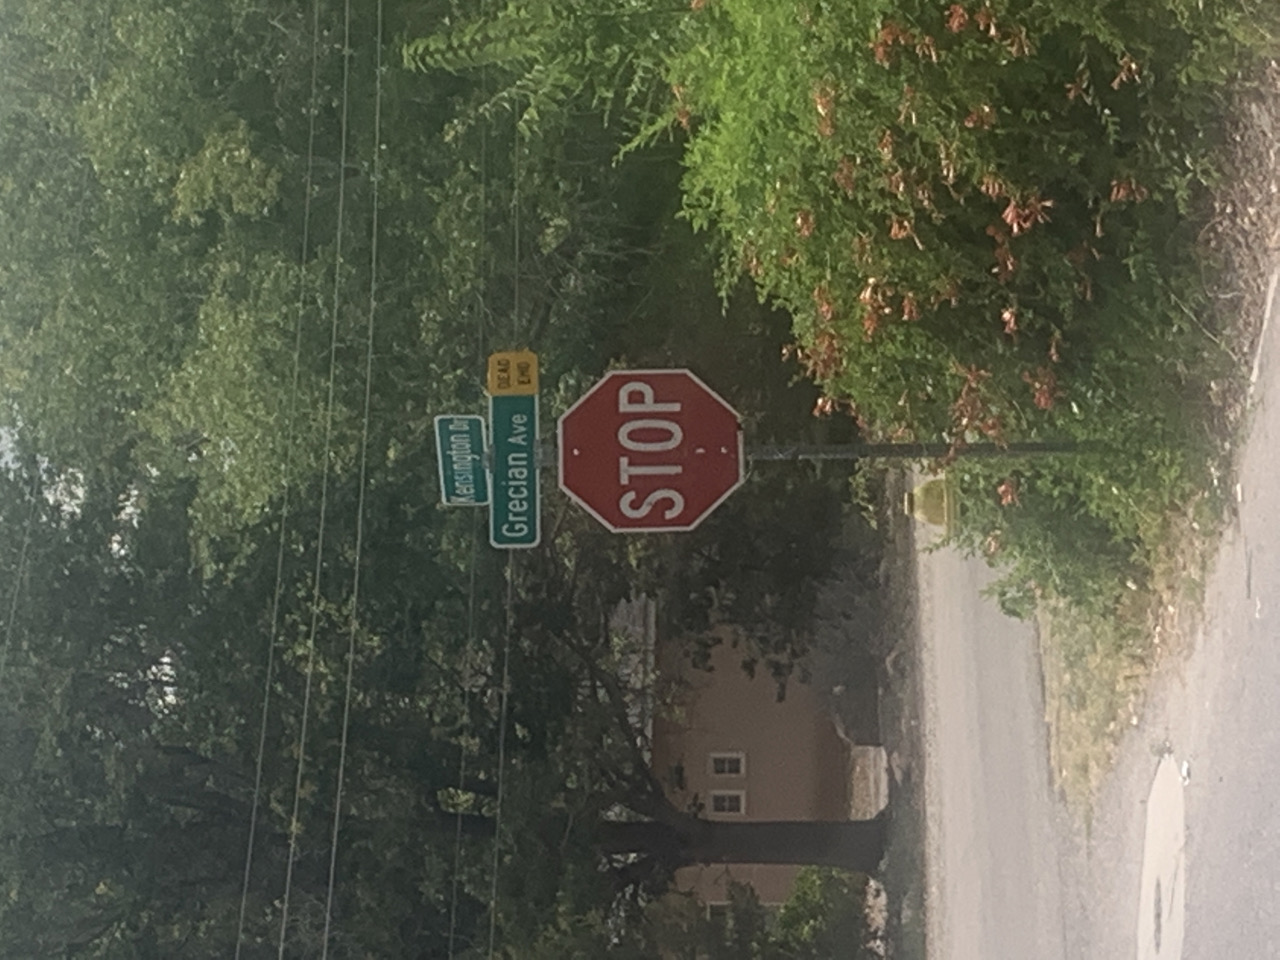 Kensington Dr
Grecian Ave
DEAD
END
STOP